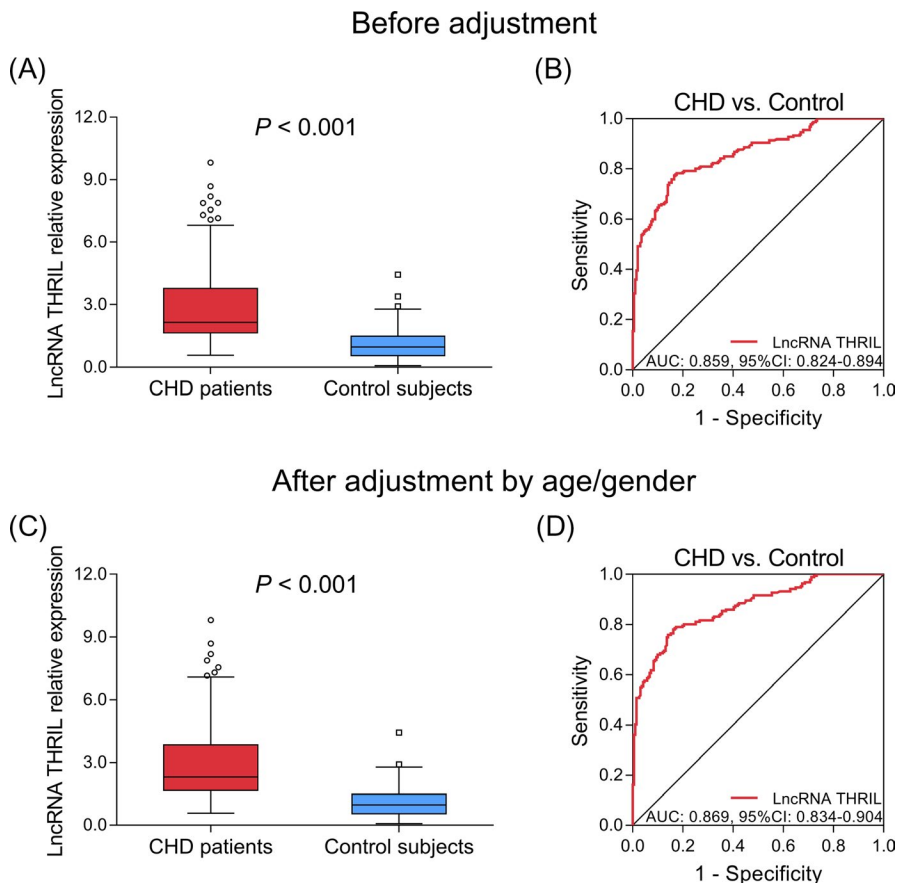 Before adjustment
(A)
LncRNA THRIL relative expression
12.0
9.0
6.0
3.0
0.0
P < 0.001
CHD patients
Control subjects
(B)
CHD vs. Control
Sensitivity
1.0
0.8
0.6
0.4
0.2
0.0
LncRNA THRIL
AUC: 0.859, 95%CI: 0.824-0.894
0.0 0.2 0.4 0.6 0.8 1.0
1 - Specificity
After adjustment by age/gender
(C)
LncRNA THRIL relative expression
12.0
9.0
6.0
3.0
0.0
P < 0.001
CHD patients
Control subjects
(D)
CHD vs. Control
Sensitivity
1.0
0.8
0.6
0.4
0.2
0.0
LncRNA THRIL
AUC: 0.869, 95%CI: 0.834-0.904
0.0 0.2 0.4 0.6 0.8 1.0
1 - Specificity